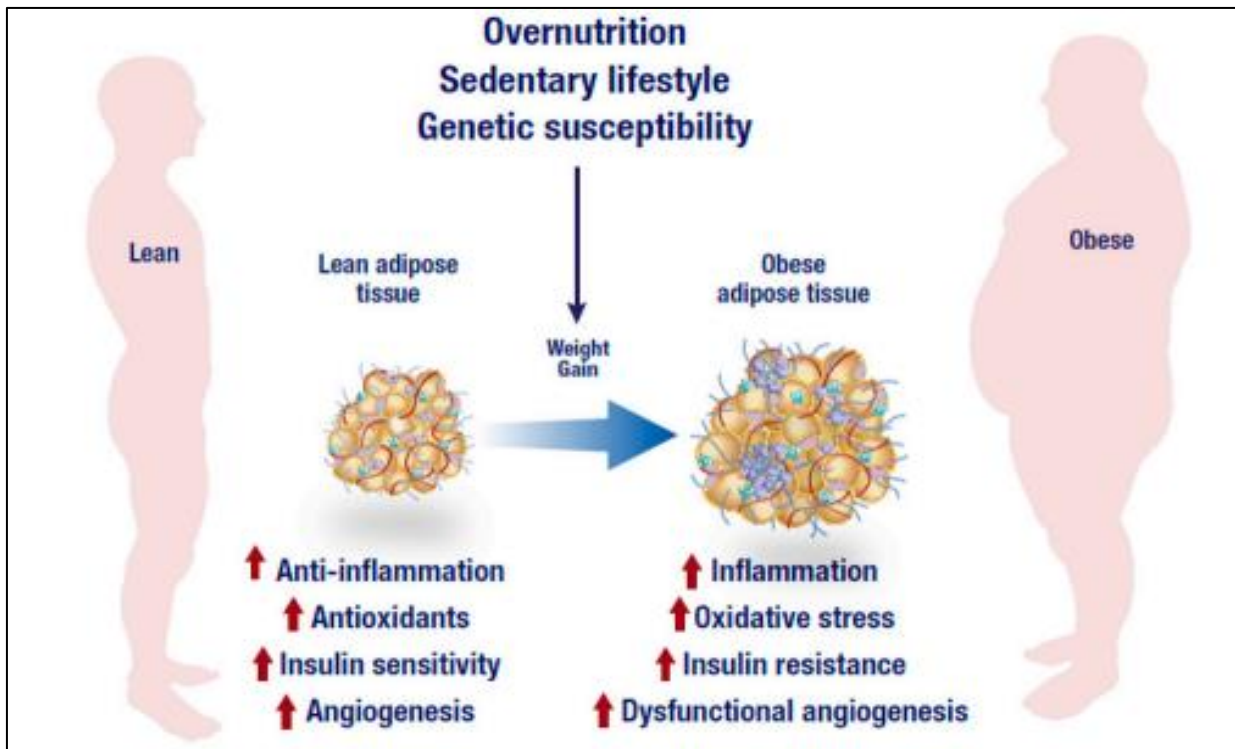 Overnutrition
Sedentary lifestyle
Genetic susceptibility
Lean
Obese
Lean adipose
tissue
Obese
adipose tissue
Weight
Gain
Anti-inflammation
Antioxidants
Insulin sensitivity
Angiogenesis
Inflammation
Oxidative stress
Insulin resistance
Dysfunctional angiogenesis